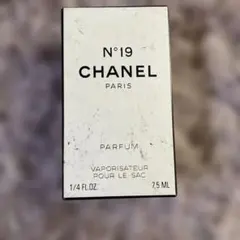 N°19
CHANEL
PARIS
PARFUM
VAPORISATEUR
POUR LE SAC
1/4 FL.OZ. 7.5 ML